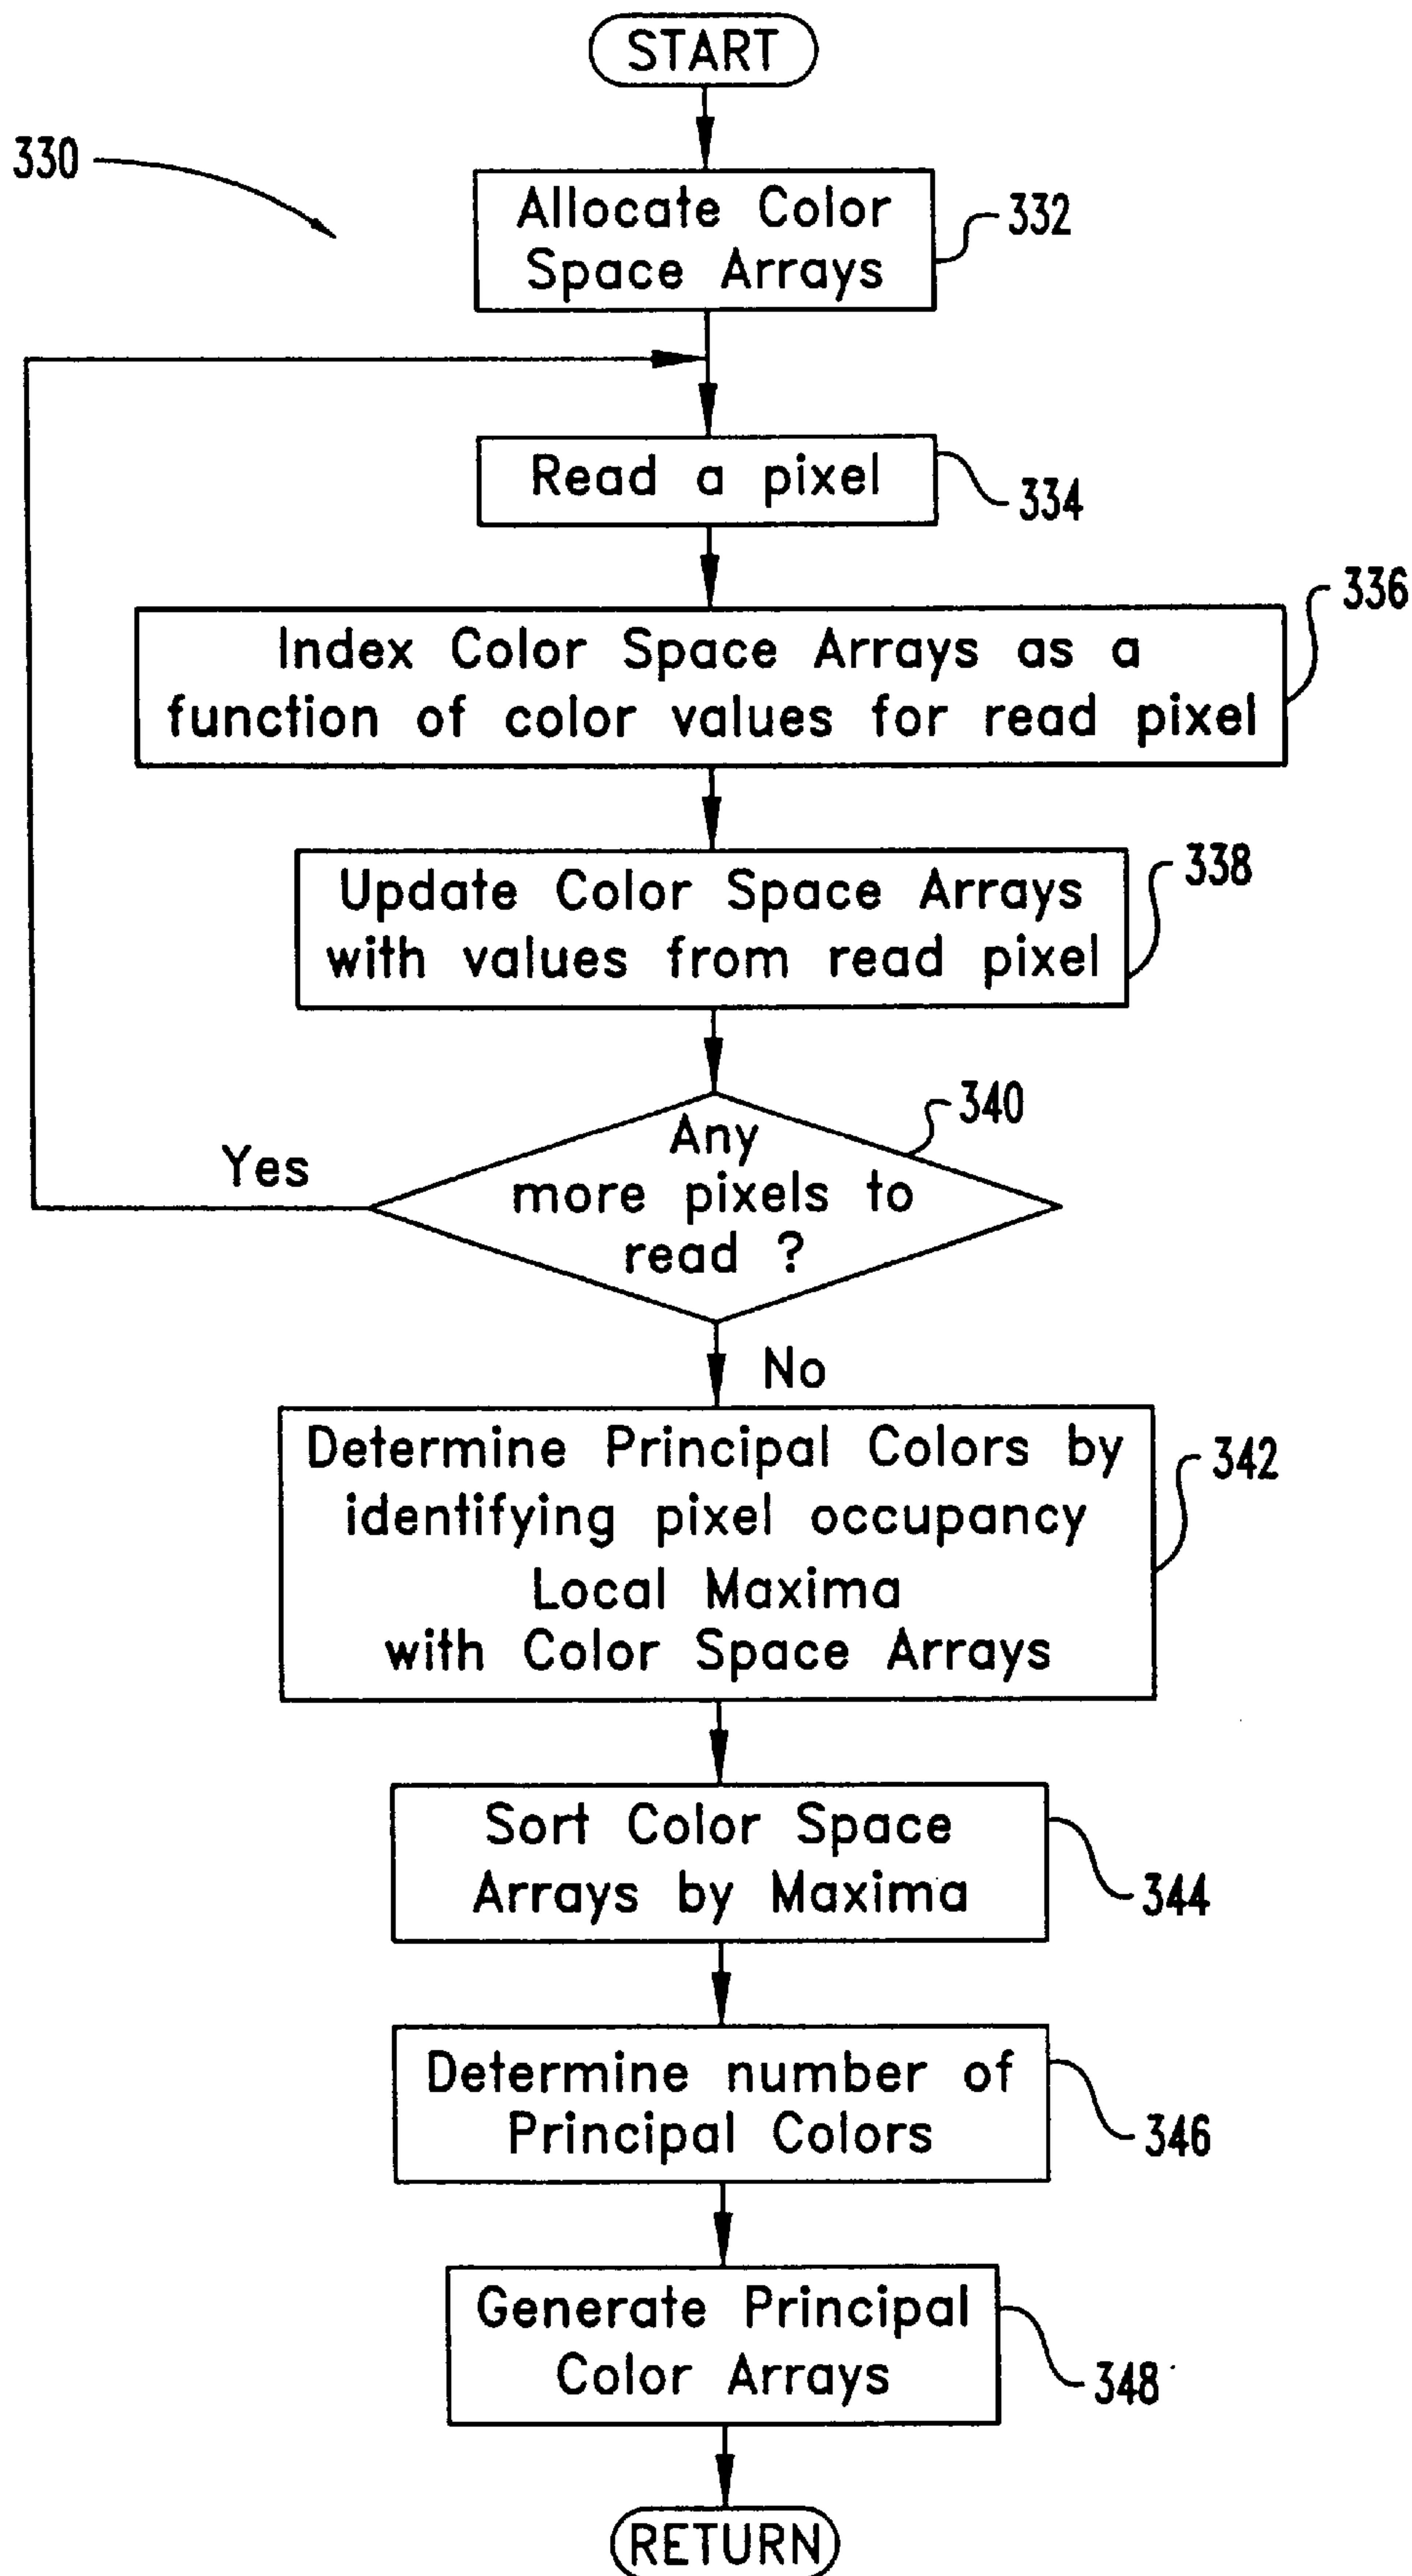 START
330
Allocate Color
Space Arrays
332
Read a pixel
334
336
Index Color Space Arrays as a
function of color values for read pixel
338
Update Color Space Arrays
with values from read pixel
340
Any
more pixels to
read ?
Yes
No
Determine Principal Colors by
identifying pixel occupancy
Local Maxima
with Color Space Arrays
342
Sort Color Space
Arrays by Maxima
344
Determine number of
Principal Colors
346
Generate Principal
Color Arrays
348
RETURN